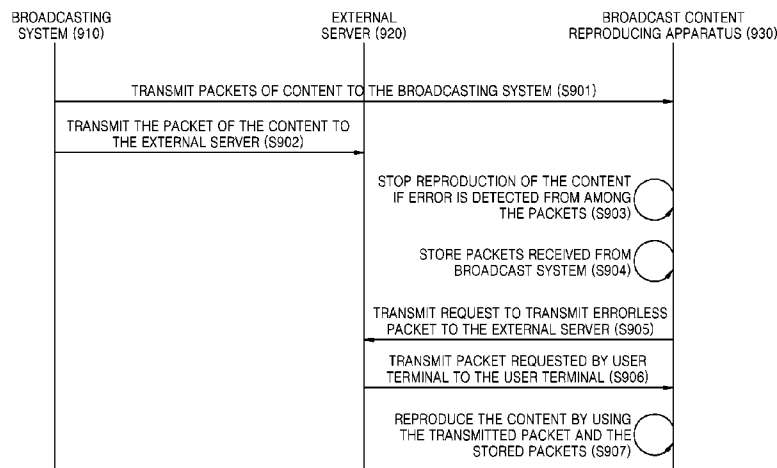 BROADCASTING
SYSTEM (910)
EXTERNAL
SERVER (920)
BROADCAST CONTENT
REPRODUCING APPARATUS (930)
TRANSMIT PACKETS OF CONTENT TO THE BROADCASTING SYSTEM (S901)
TRANSMIT THE PACKET OF THE CONTENT TO
THE EXTERNAL SERVER (S902)
STOP REPRODUCTION OF THE CONTENT
IF ERROR IS DETECTED FROM AMONG
THE PACKETS (S903)
STORE PACKETS RECEIVED FROM
BROADCAST SYSTEM (S904)
TRANSMIT REQUEST TO TRANSMIT ERRORLESS
PACKET TO THE EXTERNAL SERVER (S905)
TRANSMIT PACKET REQUESTED BY USER
TERMINAL TO THE USER TERMINAL (S906)
REPRODUCE THE CONTENT BY USING
THE TRANSMITTED PACKET AND THE
STORED PACKETS (S907)